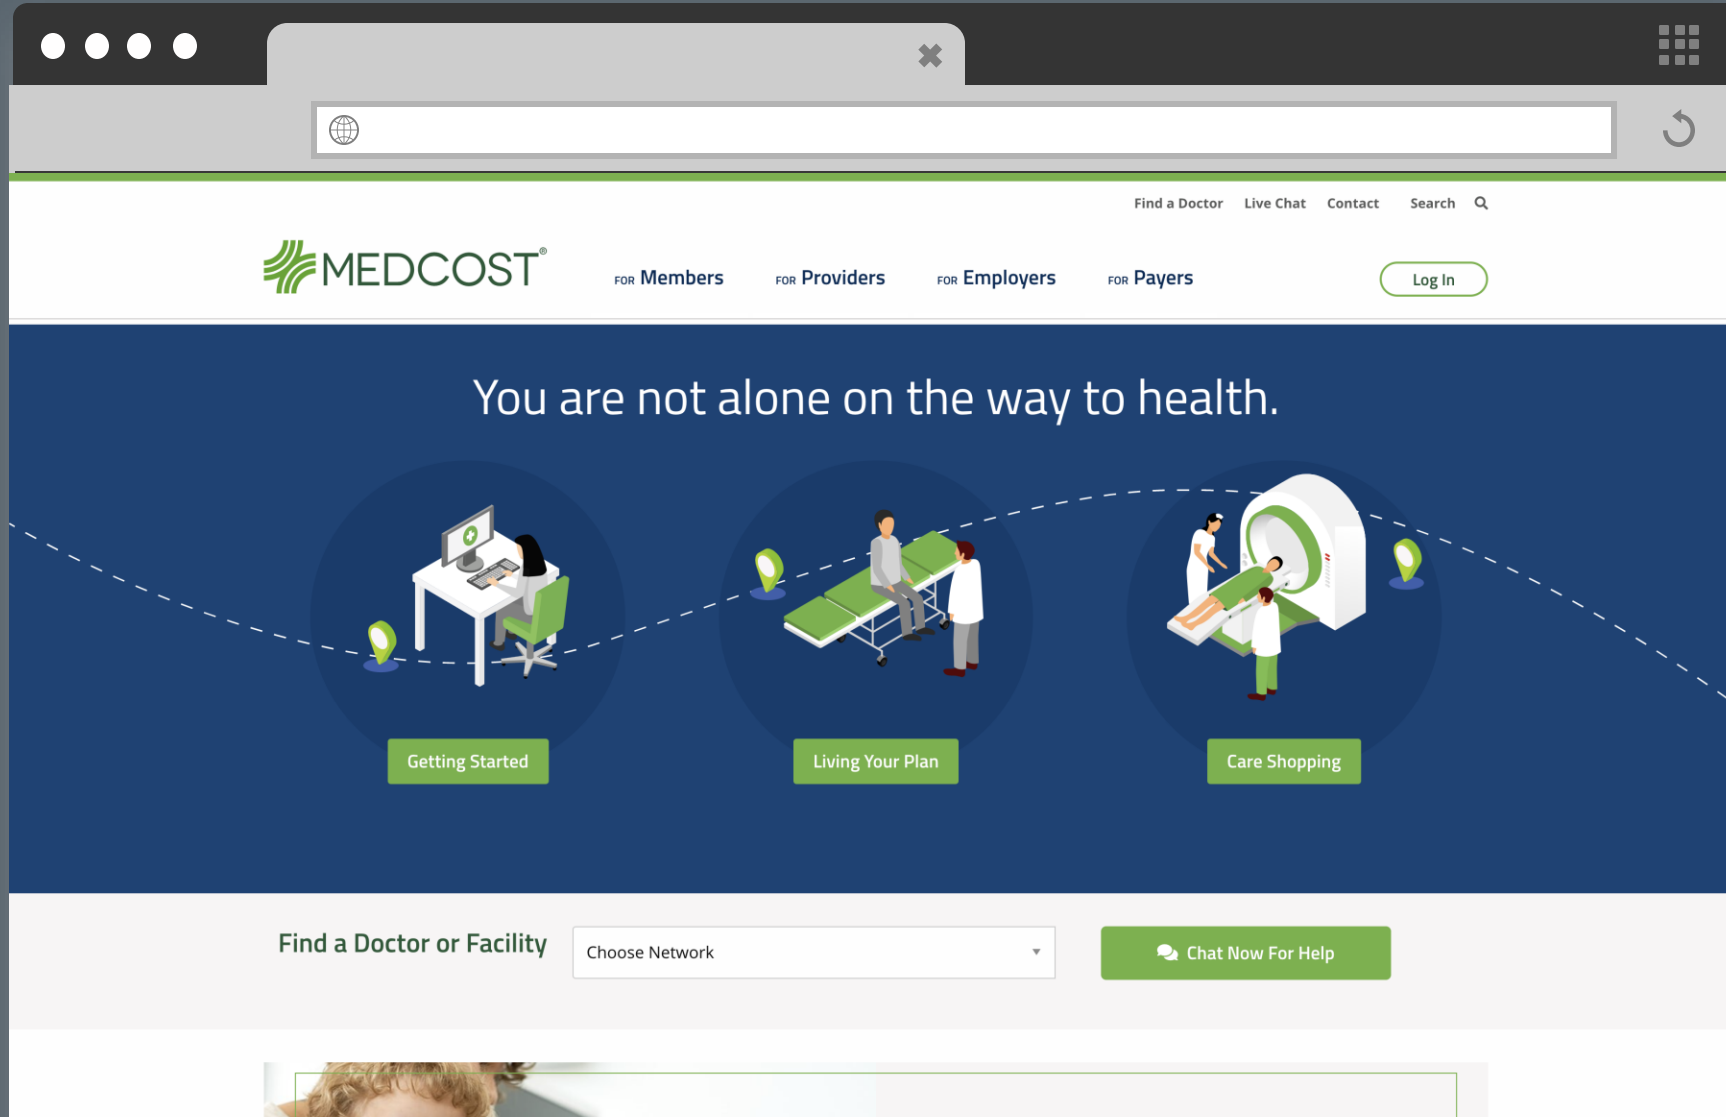 Find a Doctor Live Chat Contact Search
MEDCOST®
FOR Members FOR Providers FOR Employers FOR Payers
Log In
You are not alone on the way to health.
Getting Started
Living Your Plan
Care Shopping
Find a Doctor or Facility
Choose Network
Chat Now For Help